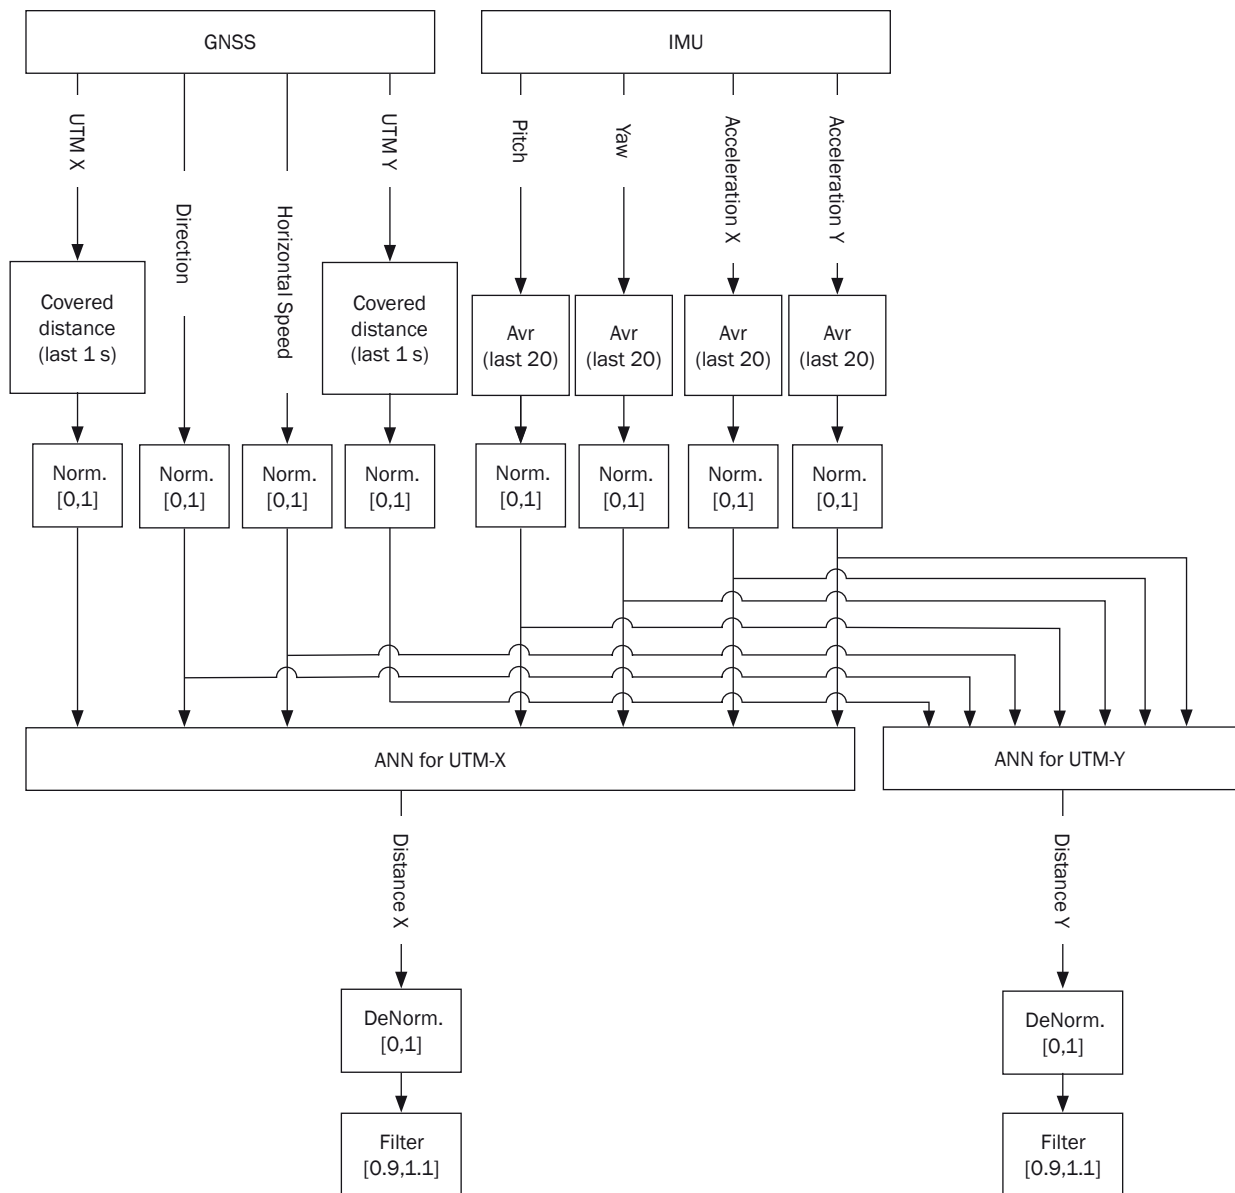 GNSS
IMU
UTM X
Direction
Horizontal Speed
UTM Y
Pitch
Yaw
Acceleration X
Acceleration Y
Covered
distance
(last 1 s)
Covered
distance
(last 1 s)
Avr
(last 20)
Avr
(last 20)
Avr
(last 20)
Avr
(last 20)
Norm.
[0,1]
Norm.
[0,1]
Norm.
[0,1]
Norm.
[0,1]
Norm.
[0,1]
Norm.
[0,1]
Norm.
[0,1]
Norm.
[0,1]
ANN for UTM-X
ANN for UTM-Y
Distance X
Distance Y
DeNorm.
[0,1]
DeNorm.
[0,1]
Filter
[0.9,1.1]
Filter
[0.9,1.1]